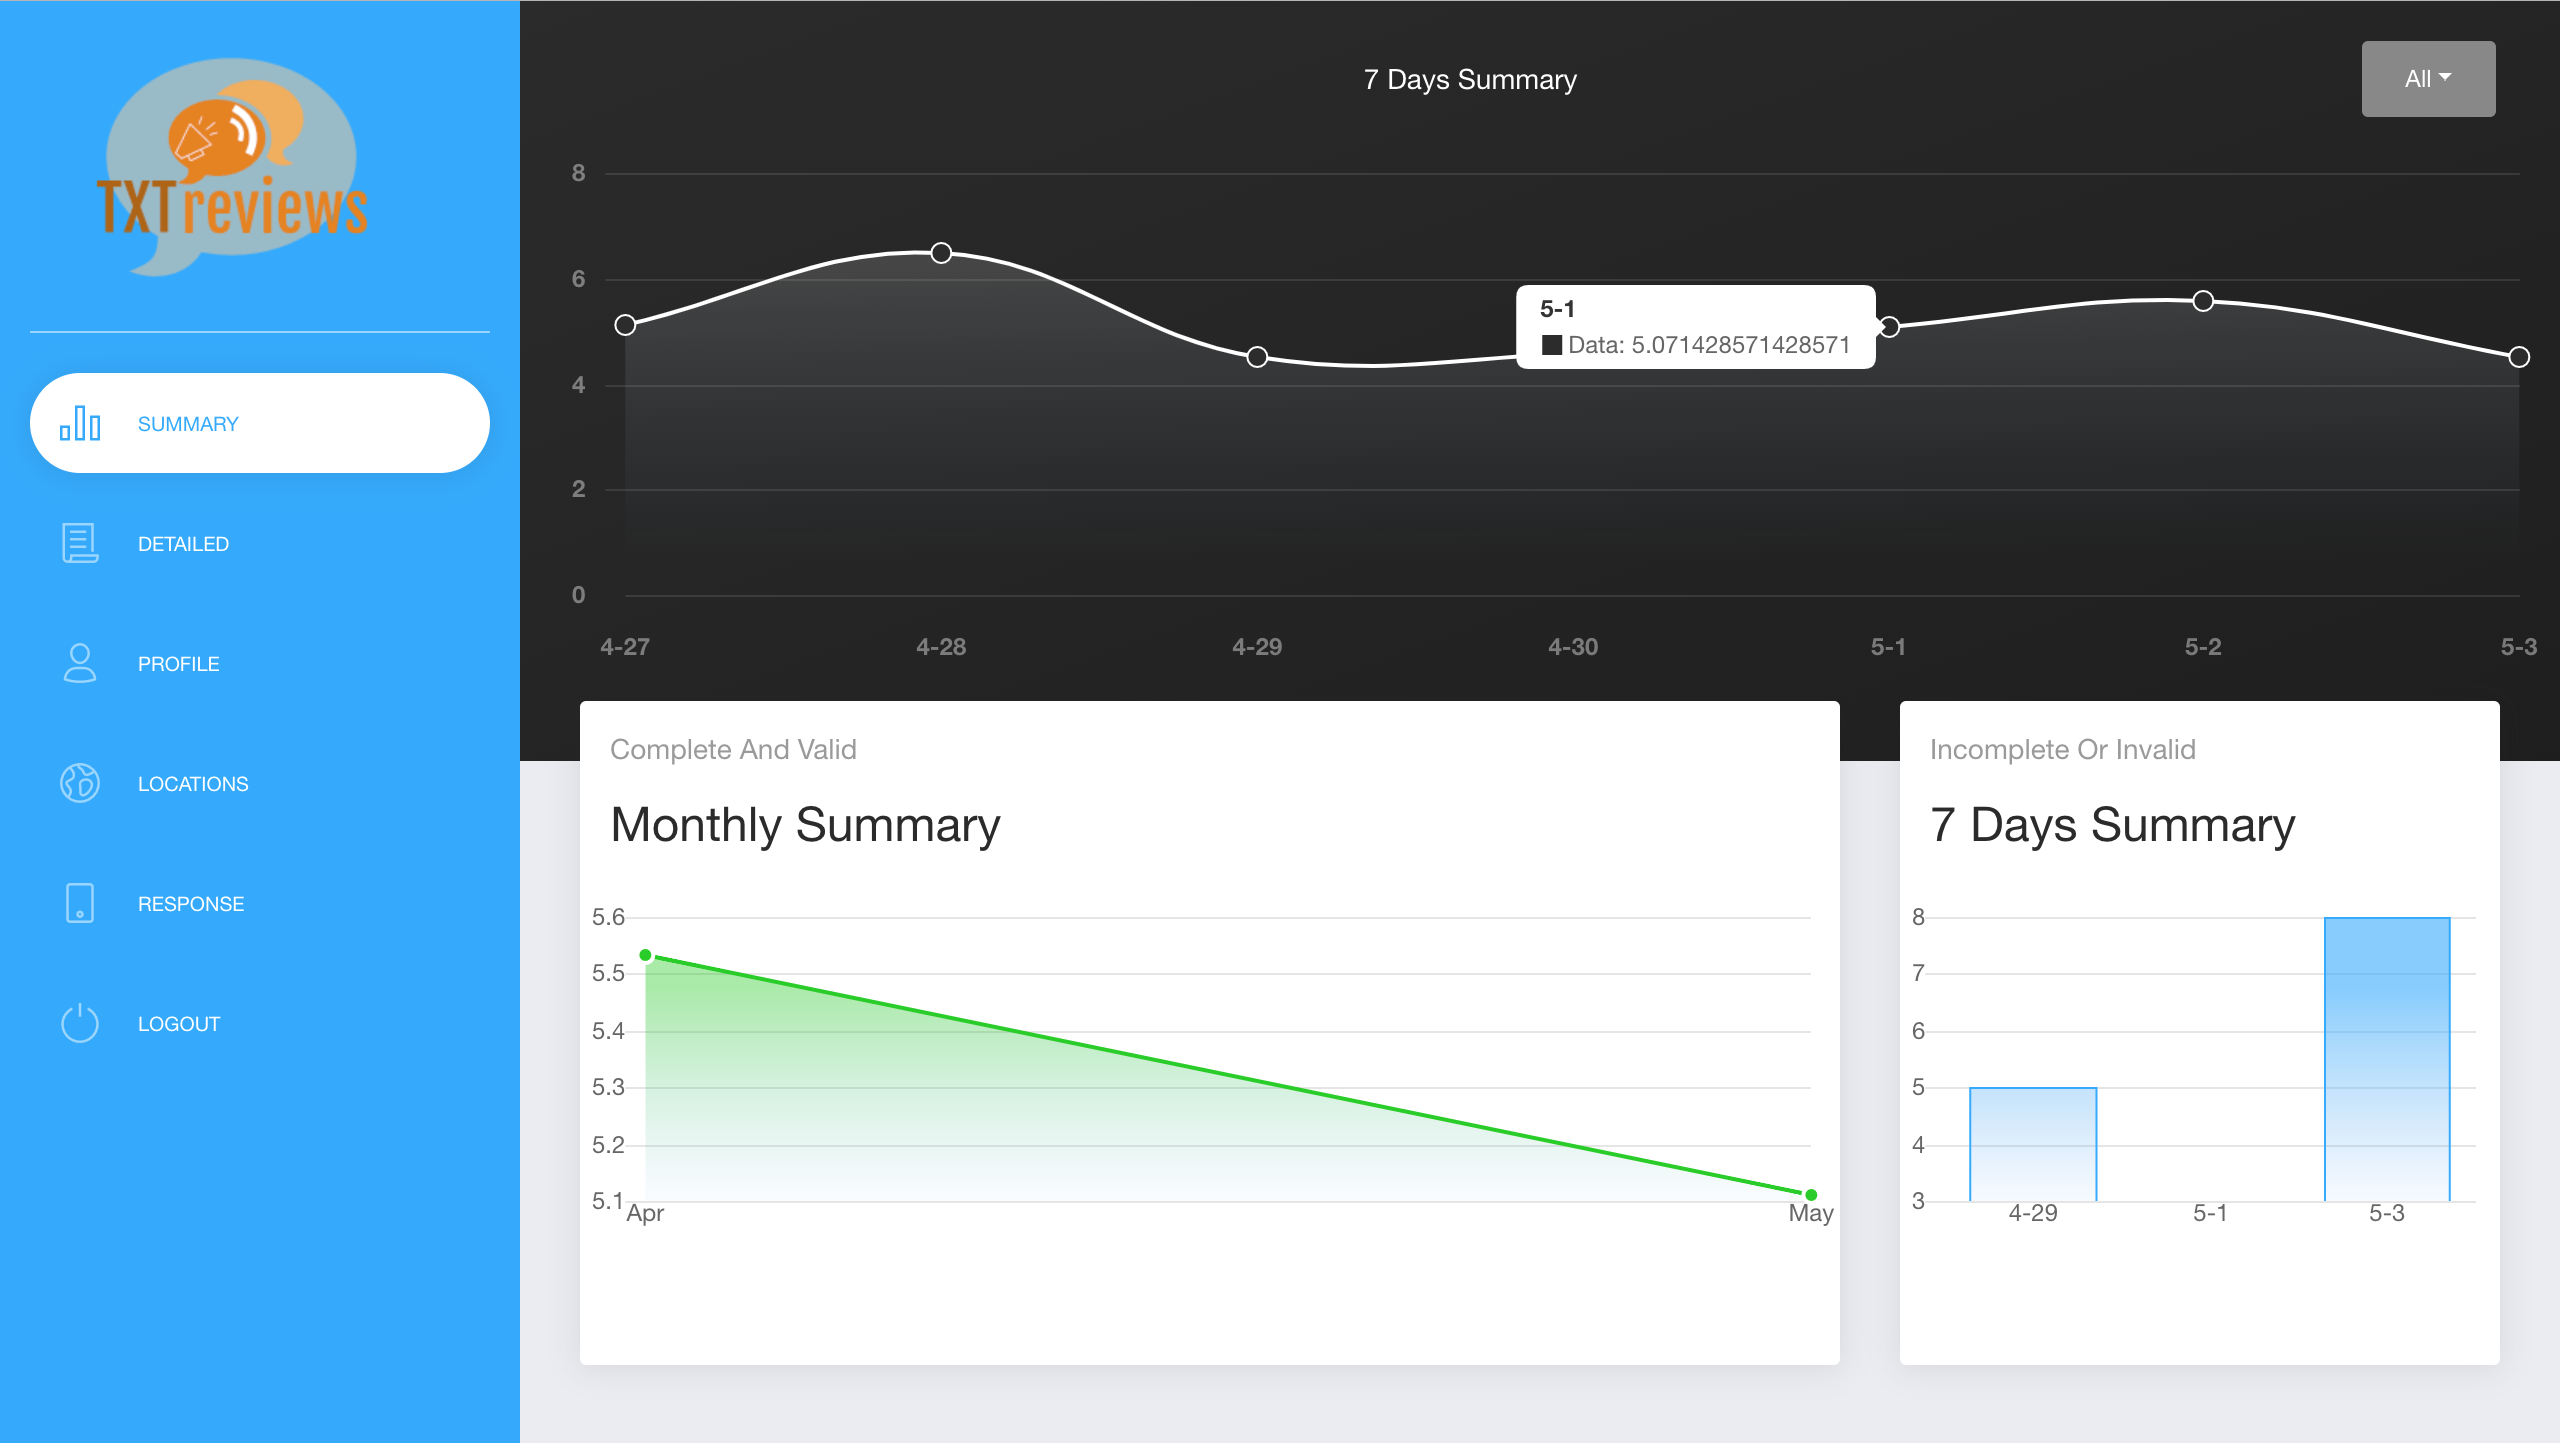 TXTreviews
SUMMARY
DETAILED
PROFILE
LOCATIONS
RESPONSE
LOGOUT
7 Days Summary
All
8
6
4
2
0
5-1
Data: 5.071428571428571
4-27 4-28 4-29 4-30 5-1 5-2 5-3
Complete And Valid
Monthly Summary
5.6
5.5
5.4
5.3
5.2
5.1
Apr May
Incomplete Or Invalid
7 Days Summary
8
7
6
5
4
3
4-29 5-1 5-3